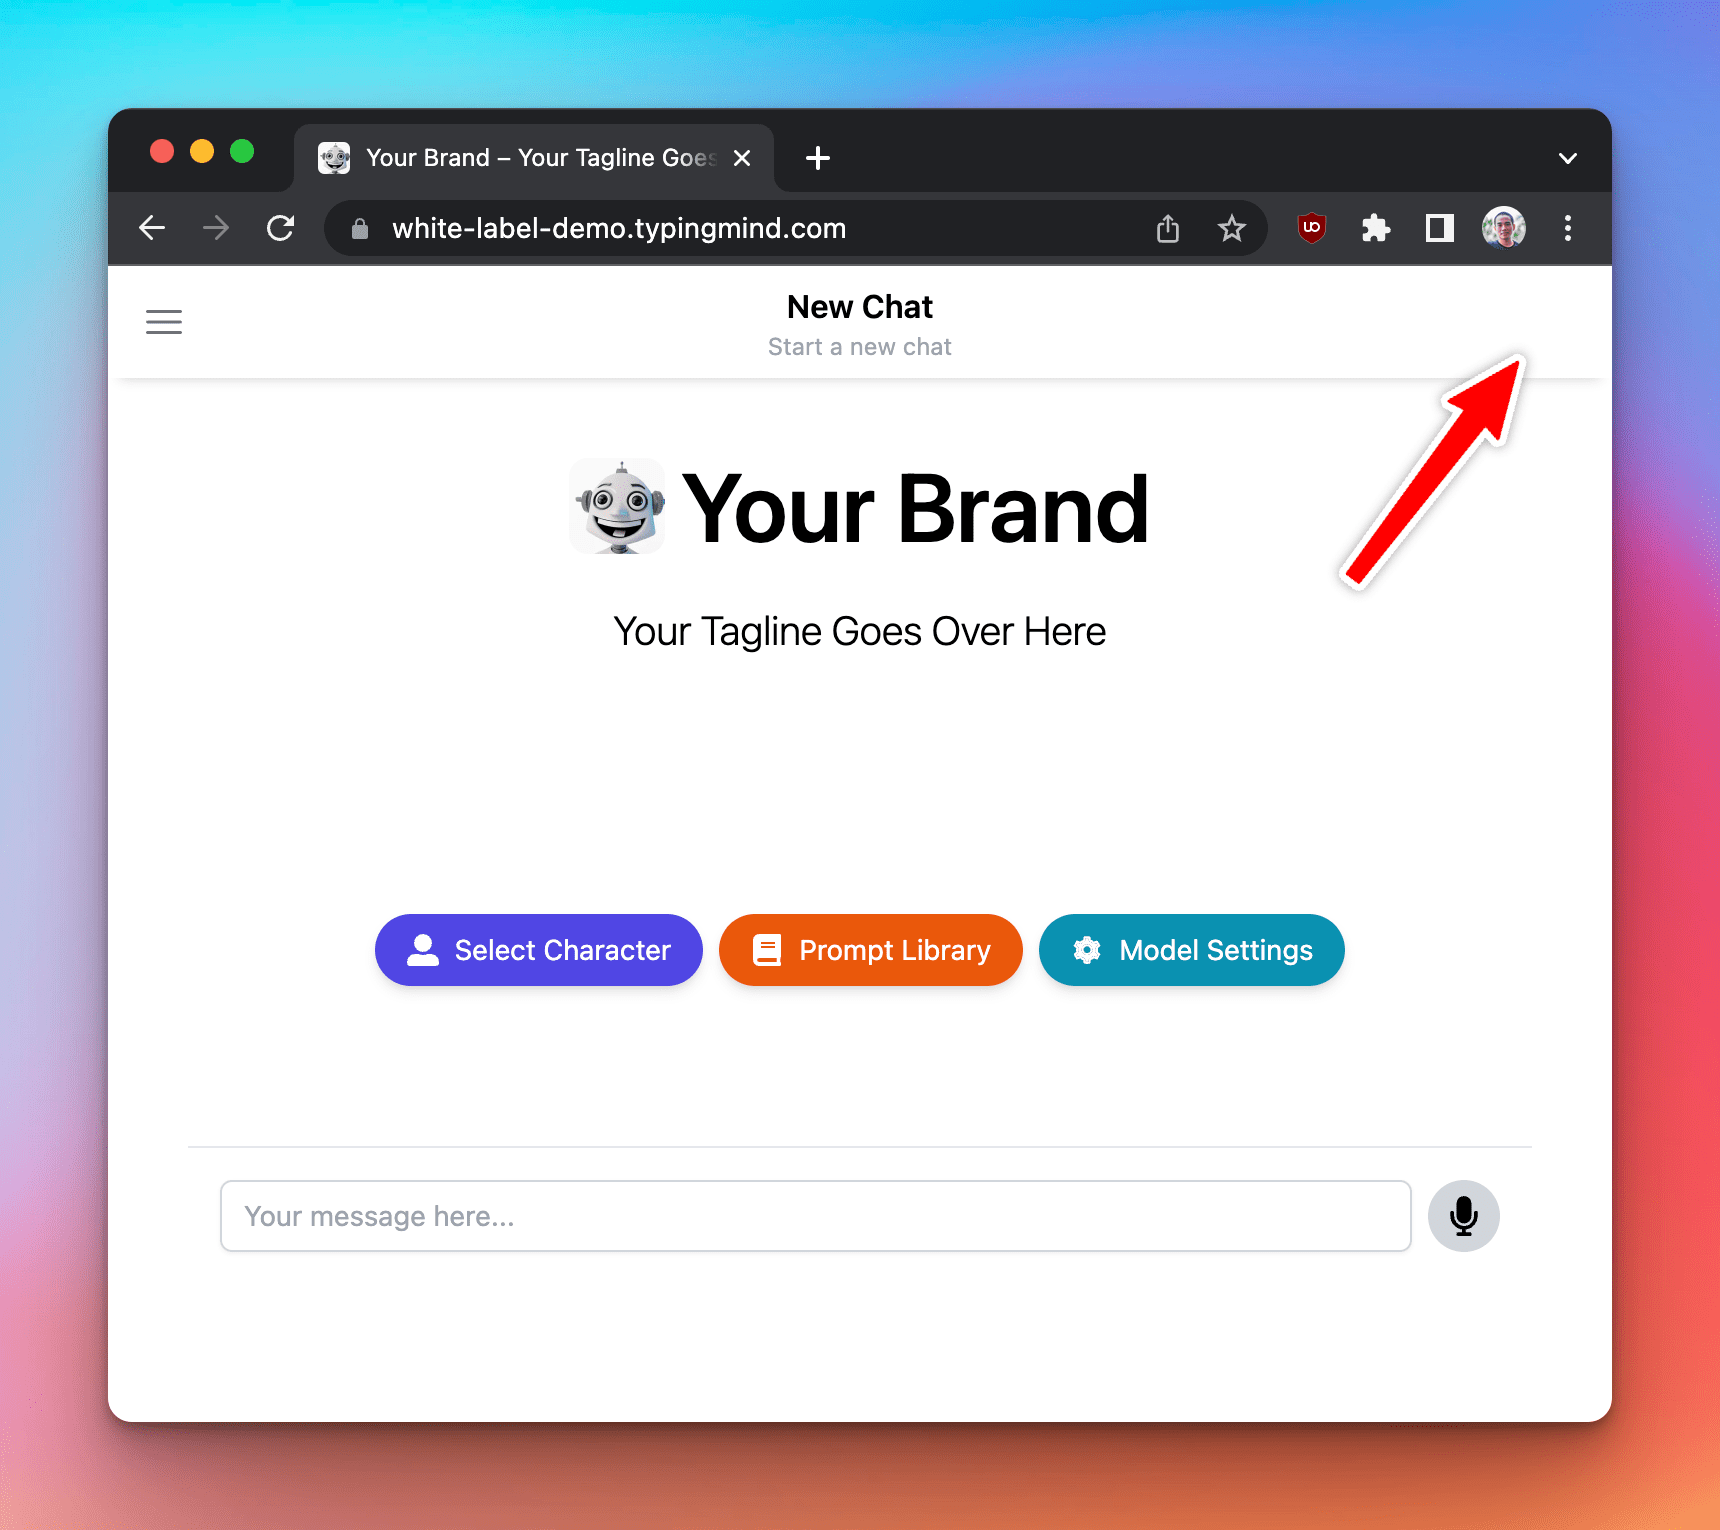 Your Brand – Your Tagline Goes
white-label-demo.typingmind.com
New Chat
Start a new chat
Your Brand
Your Tagline Goes Over Here
Select Character
Prompt Library
Model Settings
Your message here...